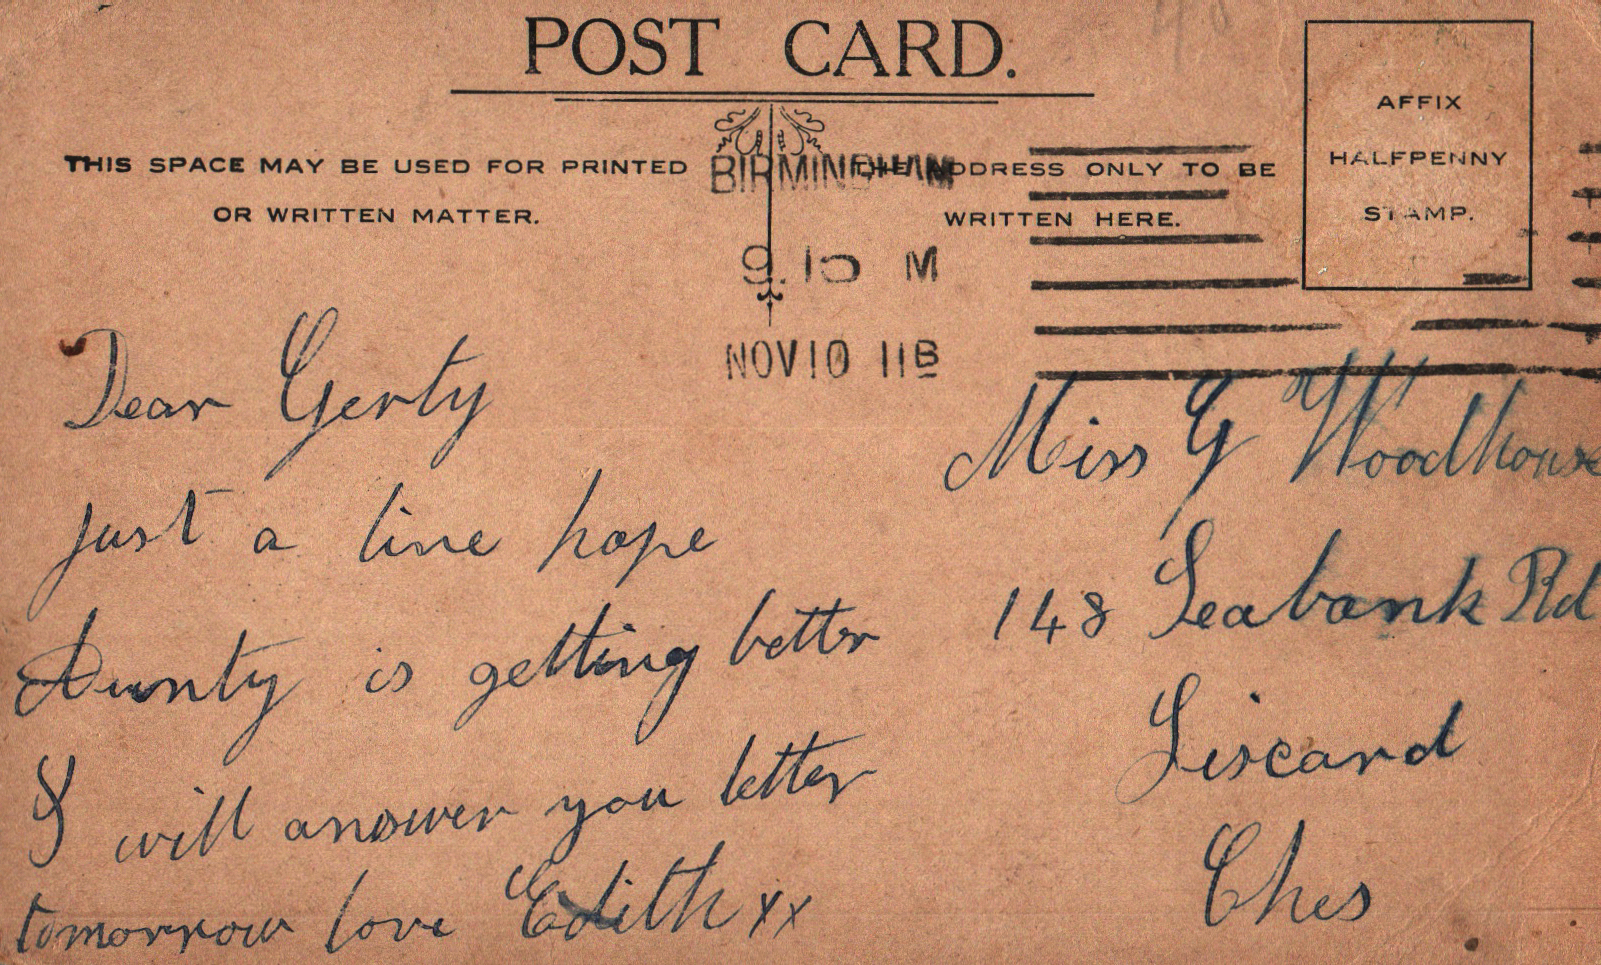 POST CARD.
THIS SPACE MAY BE USED FOR PRINTED
OR WRITTEN MATTER.
THE ADDRESS ONLY TO BE
WRITTEN HERE.
AFFIX
HALFPENNY
STAMP.
BIRMINGHAM
9.15 M
NOV 10 11B
Dear Gerty
just a line hope
Aunty is getting better
I will answer you letter
tomorrow love Edith xx
Miss G Woodhouse
148 Seabank Rd
Liscard
Ches